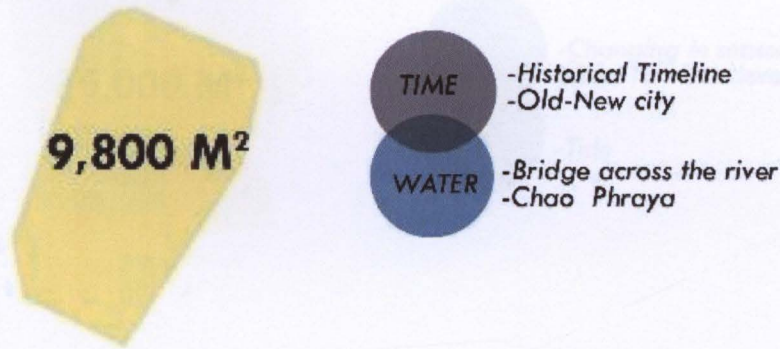 9,800 M²
TIME
-Historical Timeline
-Old-New city
WATER
-Bridge across the river
-Chao Phraya